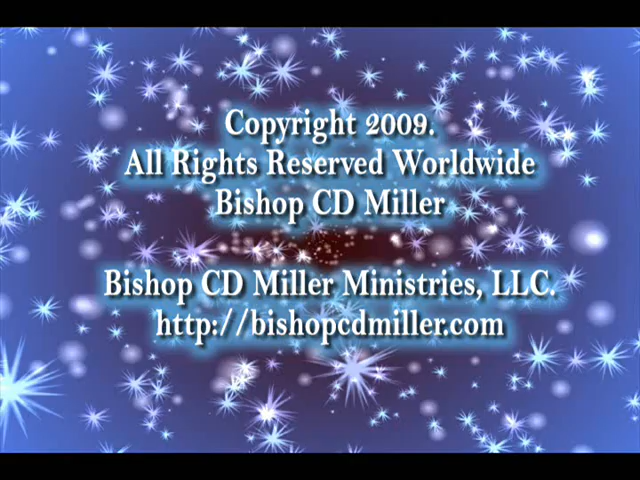 Copyright 2009.
All Rights Reserved Worldwide
Bishop CD Miller
Bishop CD Miller Ministries, LLC.
http://bishopcdmiller.com